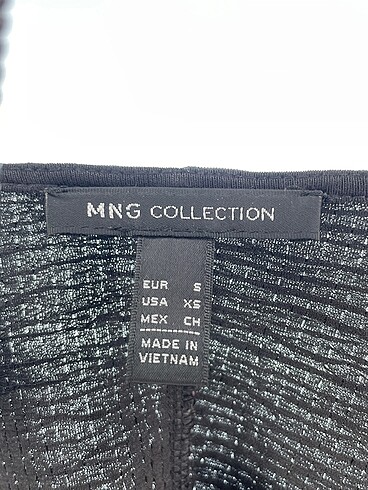 MNG COLLECTION
EUR S
USA XS
MEX CH
MADE IN
VIETNAM